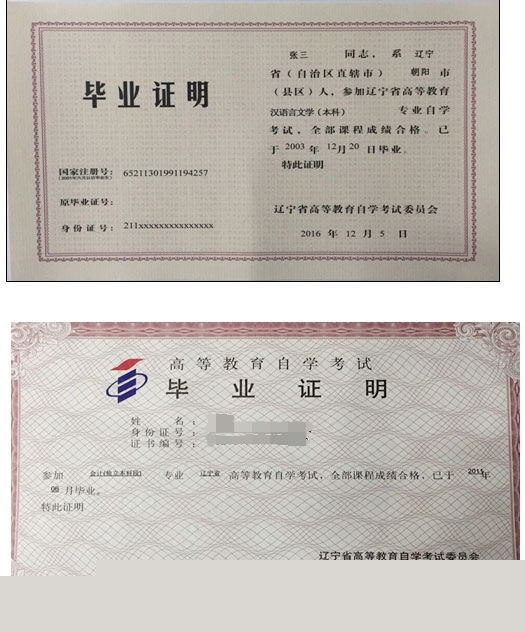 毕业证明
国家注册号： 65211301991194257
原毕业证号：
身份证号： 211xxxxxxxxxxxxxxx
张三 同志，系 辽宁
省（自治区直辖市） 朝阳 市
（县区）人，参加辽宁省高等教育
汉语言文学（本科） 专业自学
考试，全部课程成绩合格。已
于 2003 年 12月20 日毕业。
特此证明
辽宁省高等教育自学考试委员会
2016 年 12 月 5 日
高等教育自学考试
毕业证明
姓名：
身份证号：
证书编号：
参加 会计(独立本科段) 专业 辽宁省 高等教育自学考试，全部课程成绩合格，已于 2011年
06 月毕业。
特此证明
辽宁省高等教育自学考试委员会